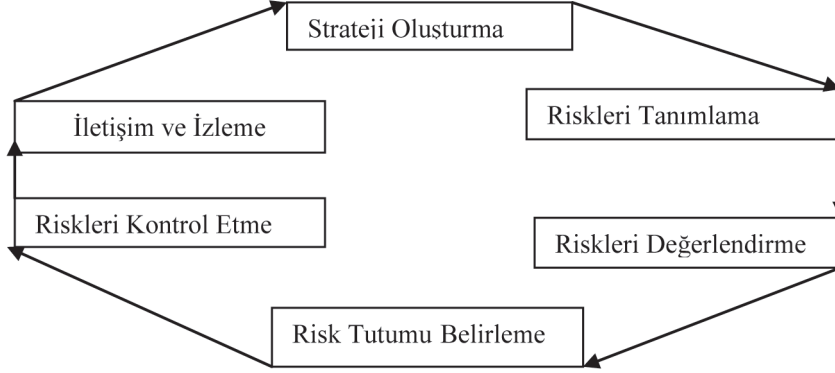 Strateji Oluşturma
Riskleri Tanımlama
Riskleri Değerlendirme
Risk Tutumu Belirleme
Riskleri Kontrol Etme
İletişim ve İzleme